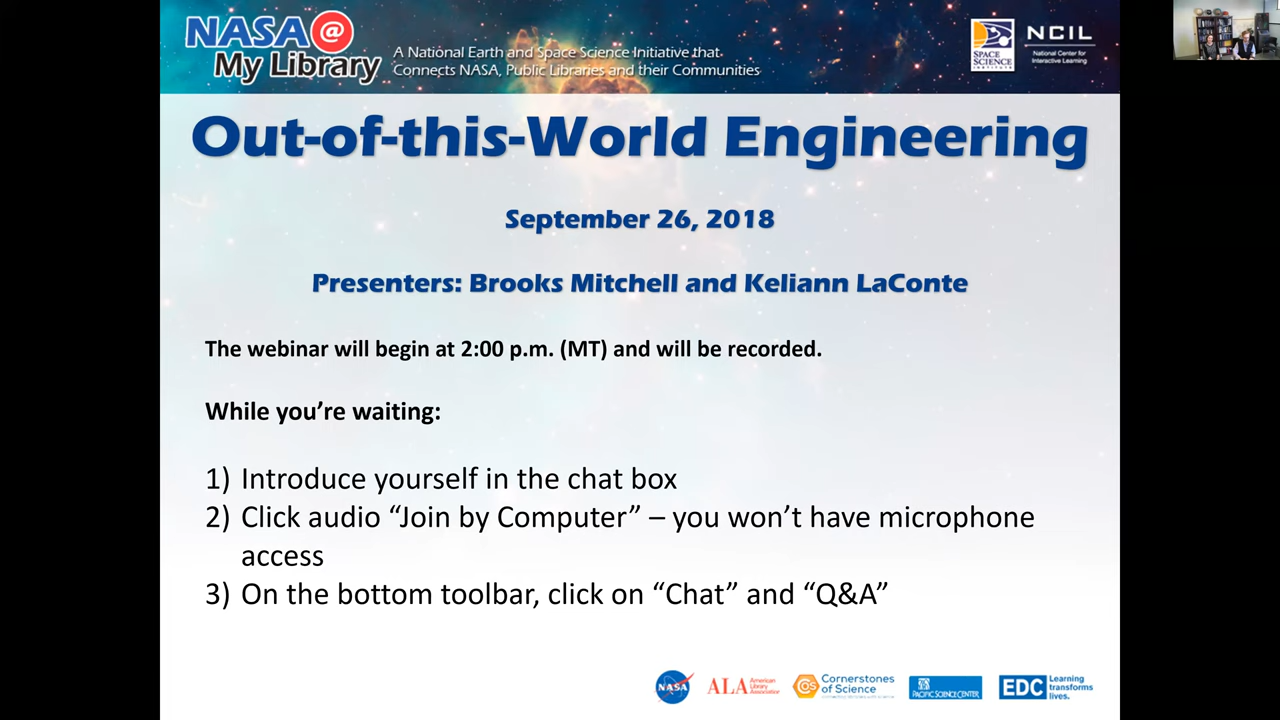 NASA @
My Library
A National Earth and Space Science Initiative that
Connects NASA, Public Libraries and their Communities
SPACE
SCIENCE
INSTITUTE
NCIL
National Center for
Interactive Learning
Out-of-this-World Engineering
September 26, 2018
Presenters: Brooks Mitchell and Keliann LaConte
The webinar will begin at 2:00 p.m. (MT) and will be recorded.
While you’re waiting:
1) Introduce yourself in the chat box
2) Click audio “Join by Computer” – you won’t have microphone
access
3) On the bottom toolbar, click on “Chat” and “Q&A”
NASA
ALA American
Library
Association
Cornerstones
of Science
PACIFIC SCIENCE CENTER
EDC Learning
transforms
lives.